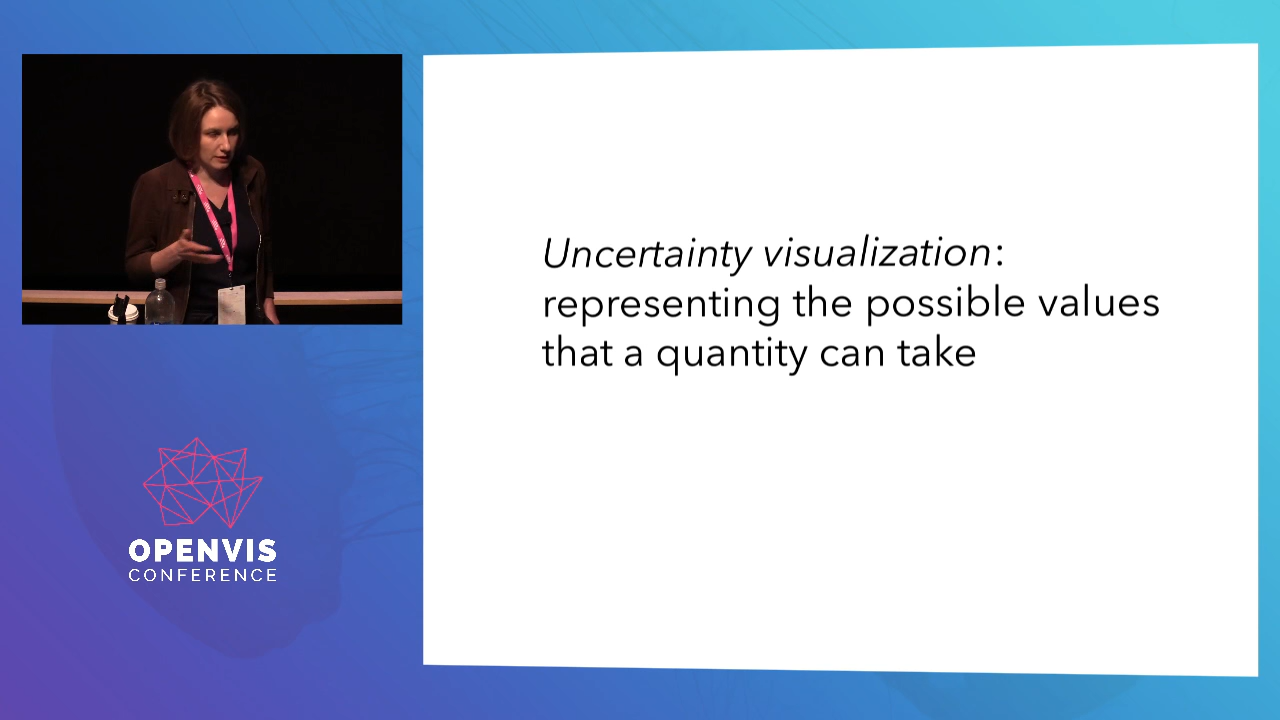 Uncertainty visualization:
representing the possible values
that a quantity can take
OPENVIS
CONFERENCE